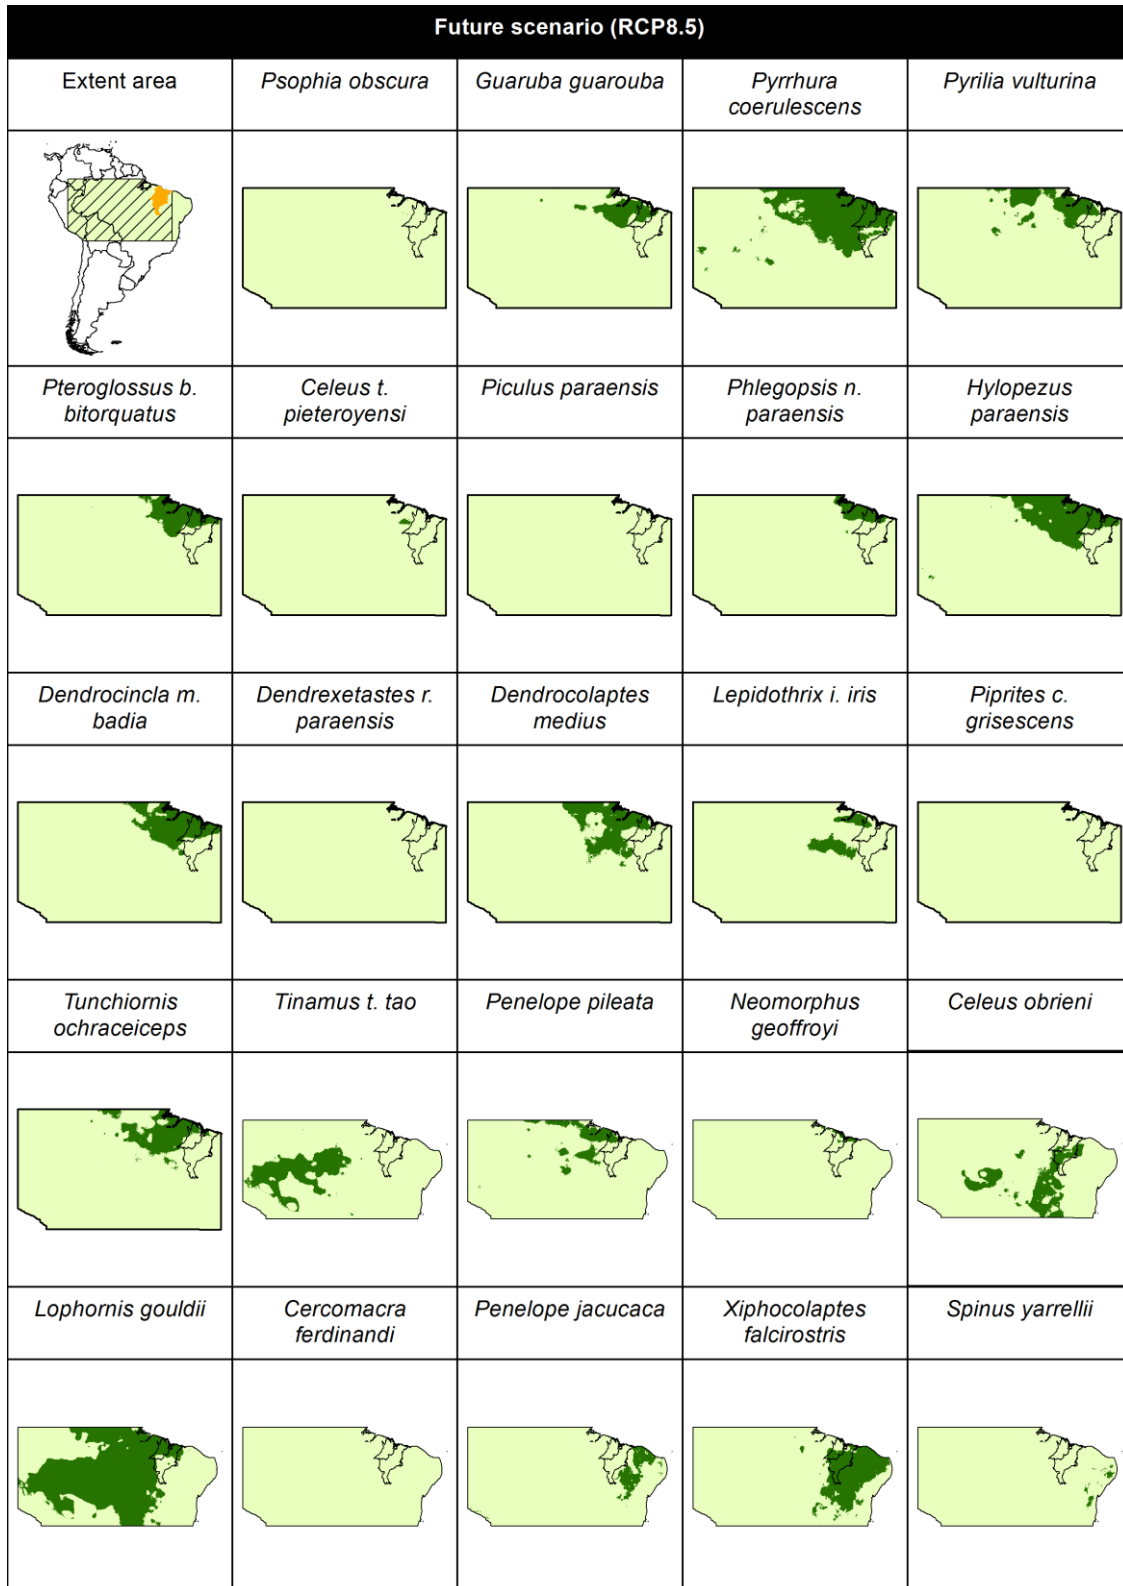 Future scenario (RCP8.5)
Extent area
Psophia obscura
Guaruba guarouba
Pyrrhura
coerulescens
Pyrilia vulturina
Pteroglossus b.
bitorquatus
Celeus t.
pieteroyensi
Piculus paraensis
Phlegopsis n.
paraensis
Hylopezus
paraensis
Dendrocincla m.
badia
Dendrexetastes r.
paraensis
Dendrocolaptes
medius
Lepidothrix i. iris
Piprites c.
grisescens
Tunchiornis
ochraceiceps
Tinamus t. tao
Penelope pileata
Neomorphus
geoffroyi
Celeus obrieni
Lophornis gouldii
Cercomacra
ferdinandi
Penelope jacucaca
Xiphocolaptes
falcirostris
Spinus yarrellii